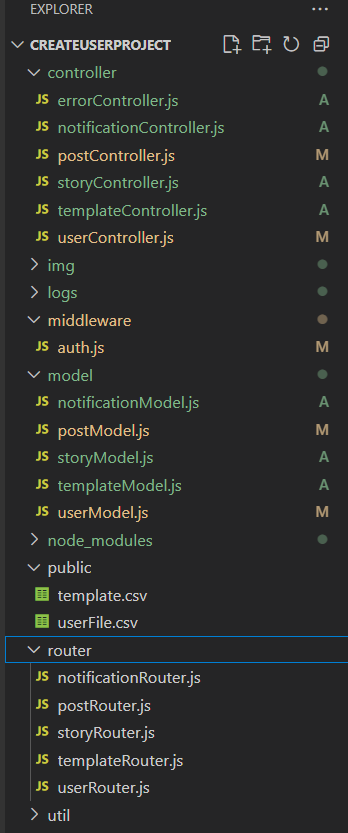 EXPLORER
CREATEUSERPROJECT
controller
JS errorController.js A
JS notificationController.js A
JS postController.js M
JS storyController.js A
JS templateController.js A
JS userController.js M
img
logs
middleware
JS auth.js M
model
JS notificationModel.js A
JS postModel.js M
JS storyModel.js A
JS templateModel.js A
JS userModel.js M
node_modules
public
template.csv
userFile.csv
router
JS notificationRouter.js
JS postRouter.js
JS storyRouter.js
JS templateRouter.js
JS userRouter.js
util